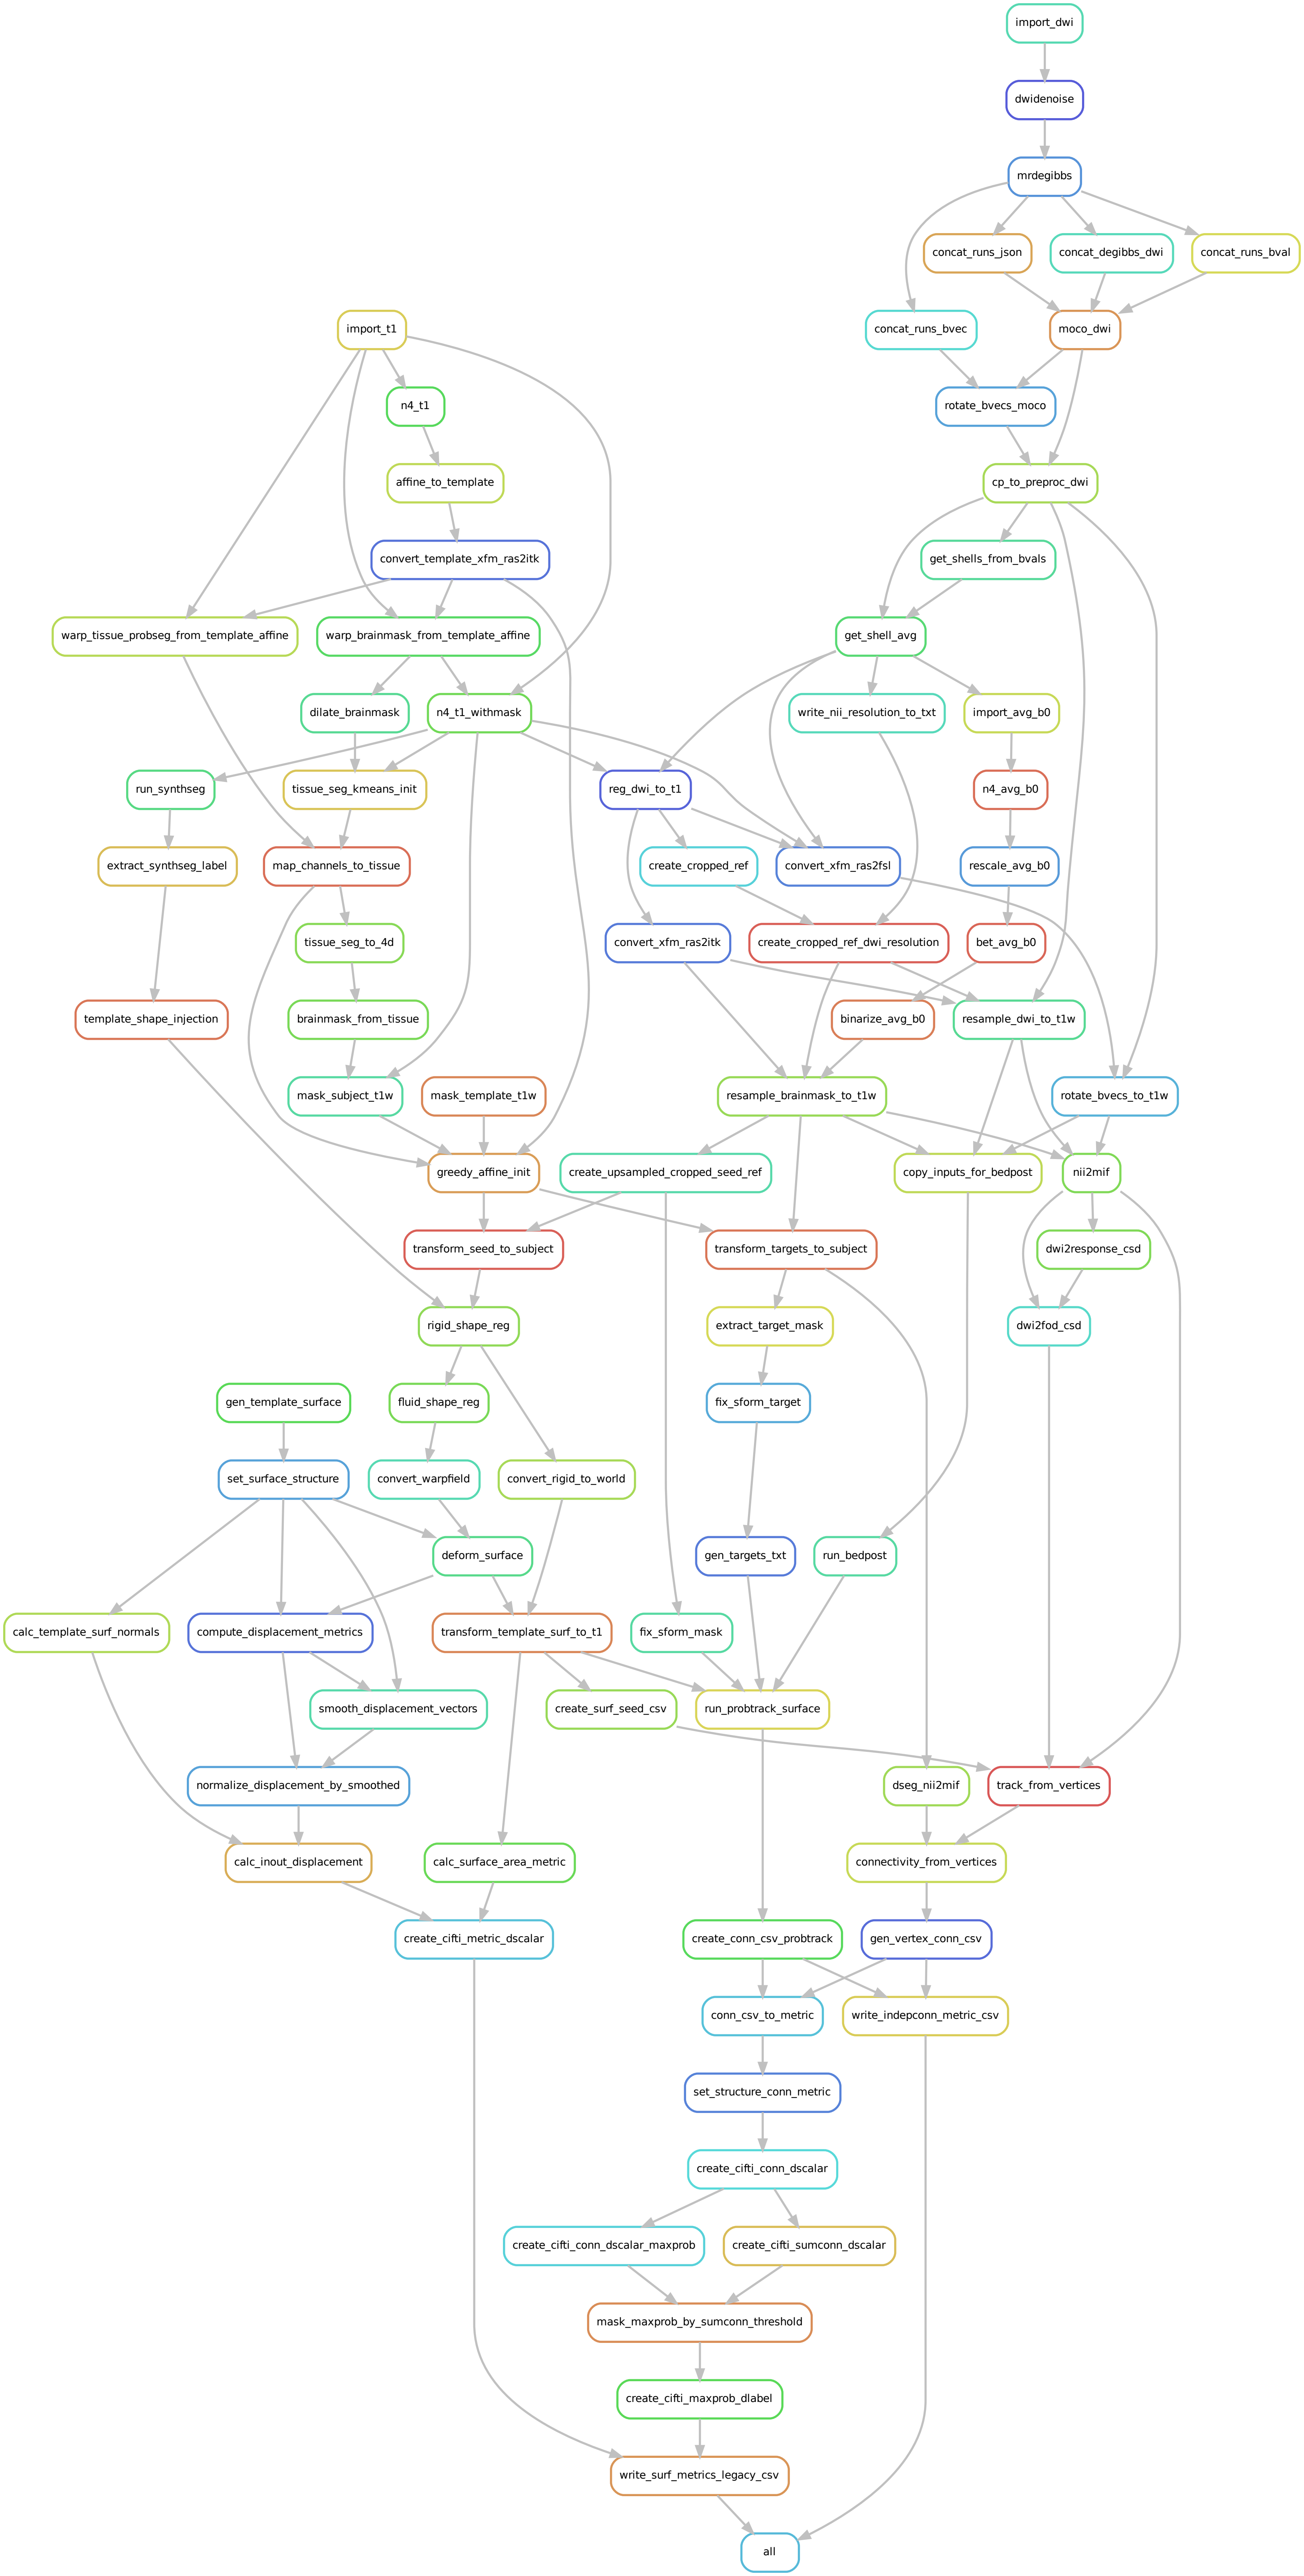 import_dwi
dwidenoise
mrdegibbs
concat_runs_json
concat_degibbs_dwi
concat_runs_bval
import_t1
concat_runs_bvec
moco_dwi
n4_t1
rotate_bvecs_moco
affine_to_template
cp_to_preproc_dwi
convert_template_xfm_ras2itk
get_shells_from_bvals
warp_tissue_probseg_from_template_affine
warp_brainmask_from_template_affine
get_shell_avg
dilate_brainmask
n4_t1_withmask
write_nii_resolution_to_txt
import_avg_b0
run_synthseg
tissue_seg_kmeans_init
reg_dwi_to_t1
n4_avg_b0
extract_synthseg_label
map_channels_to_tissue
create_cropped_ref
convert_xfm_ras2fsl
rescale_avg_b0
tissue_seg_to_4d
convert_xfm_ras2itk
create_cropped_ref_dwi_resolution
bet_avg_b0
template_shape_injection
brainmask_from_tissue
binarize_avg_b0
resample_dwi_to_t1w
mask_subject_t1w
mask_template_t1w
resample_brainmask_to_t1w
rotate_bvecs_to_t1w
greedy_affine_init
create_upsampled_cropped_seed_ref
copy_inputs_for_bedpost
nii2mif
transform_seed_to_subject
transform_targets_to_subject
dwi2response_csd
rigid_shape_reg
extract_target_mask
dwi2fod_csd
gen_template_surface
fluid_shape_reg
fix_sform_target
set_surface_structure
convert_warpfield
convert_rigid_to_world
deform_surface
gen_targets_txt
run_bedpost
calc_template_surf_normals
compute_displacement_metrics
transform_template_surf_to_t1
fix_sform_mask
smooth_displacement_vectors
create_surf_seed_csv
run_probtrack_surface
normalize_displacement_by_smoothed
dseg_nii2mif
track_from_vertices
calc_inout_displacement
calc_surface_area_metric
connectivity_from_vertices
create_cifti_metric_dscalar
create_conn_csv_probtrack
gen_vertex_conn_csv
conn_csv_to_metric
write_indepconn_metric_csv
set_structure_conn_metric
create_cifti_conn_dscalar
create_cifti_conn_dscalar_maxprob
create_cifti_sumconn_dscalar
mask_maxprob_by_sumconn_threshold
create_cifti_maxprob_dlabel
write_surf_metrics_legacy_csv
all